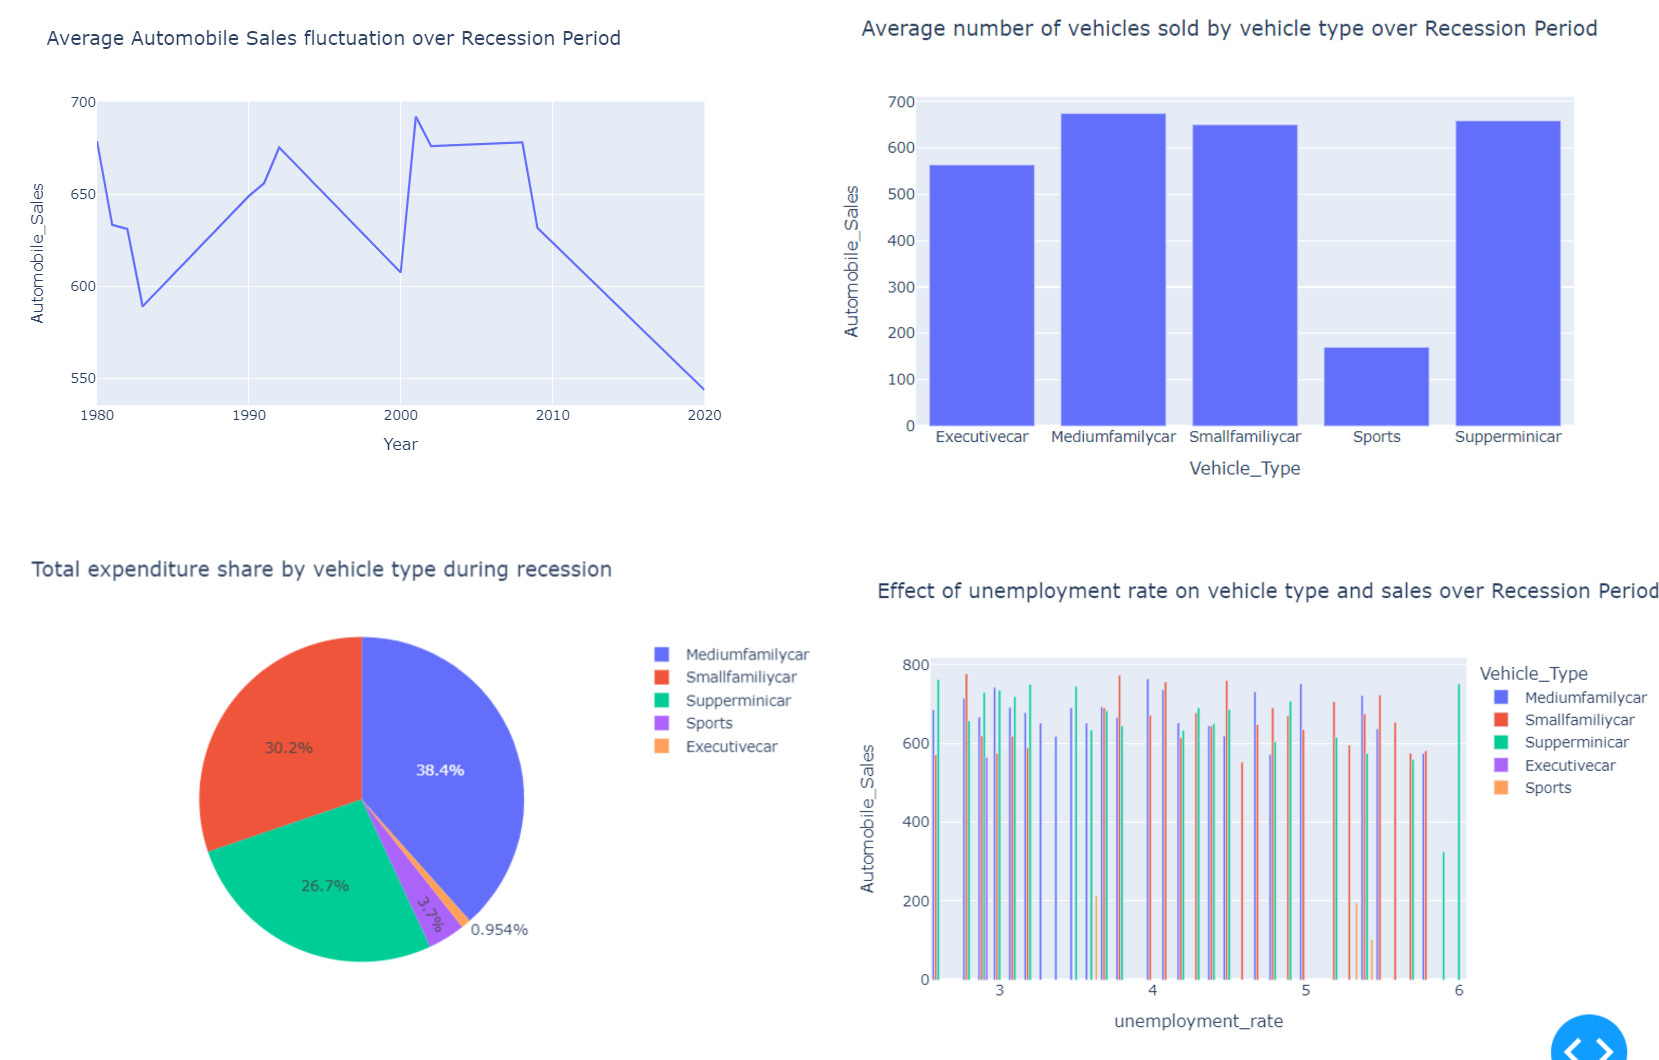 Average Automobile Sales fluctuation over Recession Period
700
650
600
550
Automobile_Sales
1980 1990 2000 2010 2020
Year
Average number of vehicles sold by vehicle type over Recession Period
700
600
500
400
300
200
100
0
Automobile_Sales
Executivecar Mediumfamilycar Smallfamiliycar Sports Supperminicar
Vehicle_Type
Total expenditure share by vehicle type during recession
30.2%
38.4%
26.7%
3.7%
0.954%
Mediumfamilycar
Smallfamiliycar
Supperminicar
Sports
Executivecar
Effect of unemployment rate on vehicle type and sales over Recession Period
800
600
400
200
0
Automobile_Sales
3 4 5 6
unemployment_rate
Vehicle_Type
Mediumfamilycar
Smallfamiliycar
Supperminicar
Executivecar
Sports